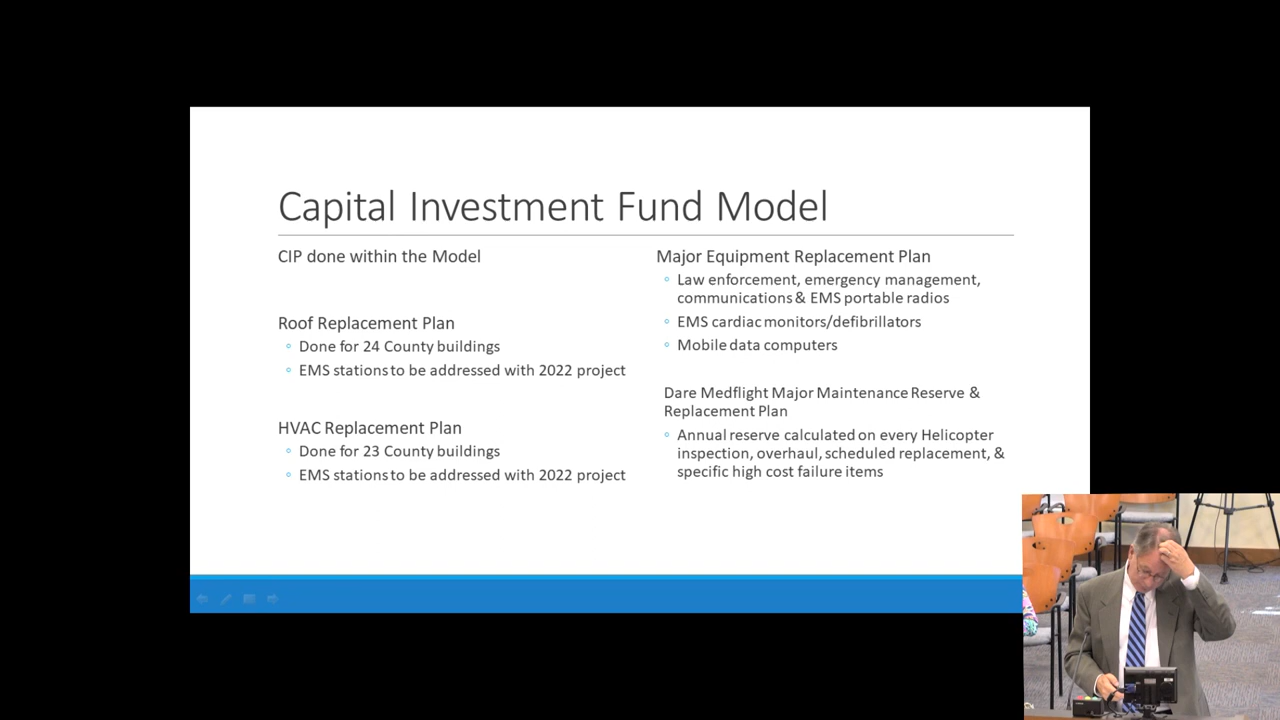 Capital Investment Fund Model
CIP done within the Model
Roof Replacement Plan
Done for 24 County buildings
EMS stations to be addressed with 2022 project
HVAC Replacement Plan
Done for 23 County buildings
EMS stations to be addressed with 2022 project
Major Equipment Replacement Plan
Law enforcement, emergency management,
communications & EMS portable radios
EMS cardiac monitors/defibrillators
Mobile data computers
Dare Medflight Major Maintenance Reserve &
Replacement Plan
Annual reserve calculated on every Helicopter
inspection, overhaul, scheduled replacement, &
specific high cost failure items